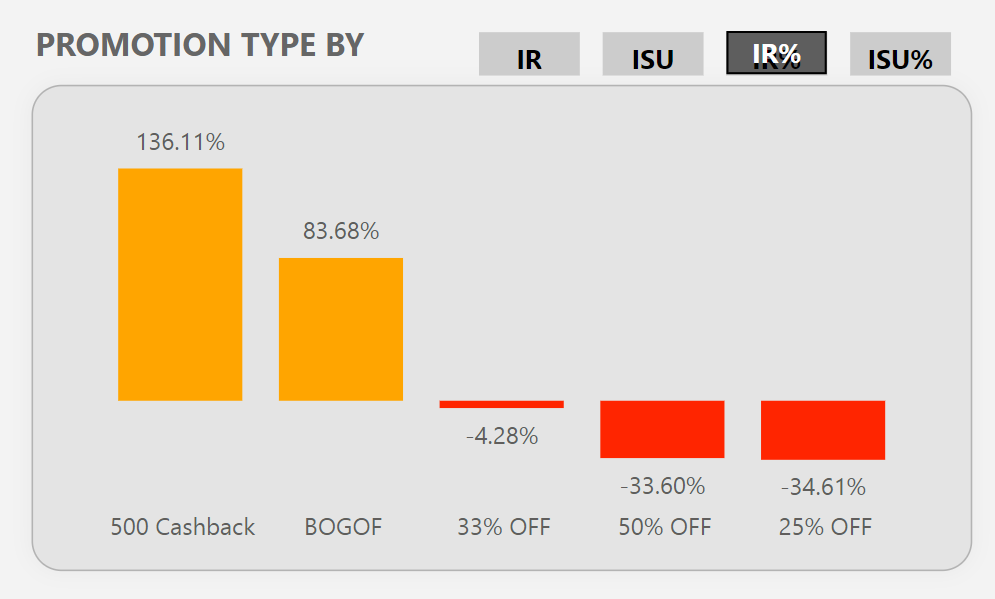 PROMOTION TYPE BY
IR ISU IR% ISU%
136.11%
83.68%
-4.28%
-33.60% -34.61%
500 Cashback BOGOF 33% OFF 50% OFF 25% OFF